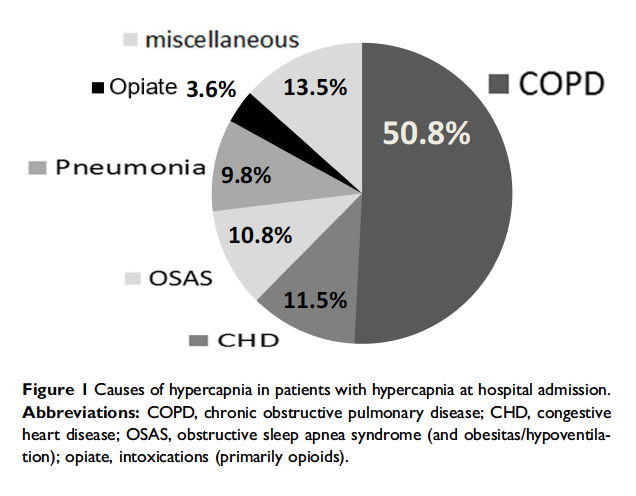 miscellaneous
Opiate 3.6%
13.5%
COPD
50.8%
Pneumonia
9.8%
10.8%
OSAS
11.5%
CHD
Figure 1 Causes of hypercapnia in patients with hypercapnia at hospital admission.
Abbreviations: COPD, chronic obstructive pulmonary disease; CHD, congestive
heart disease; OSAS, obstructive sleep apnea syndrome (and obesitas/hypoventila-
tion); opiate, intoxications (primarily opioids).